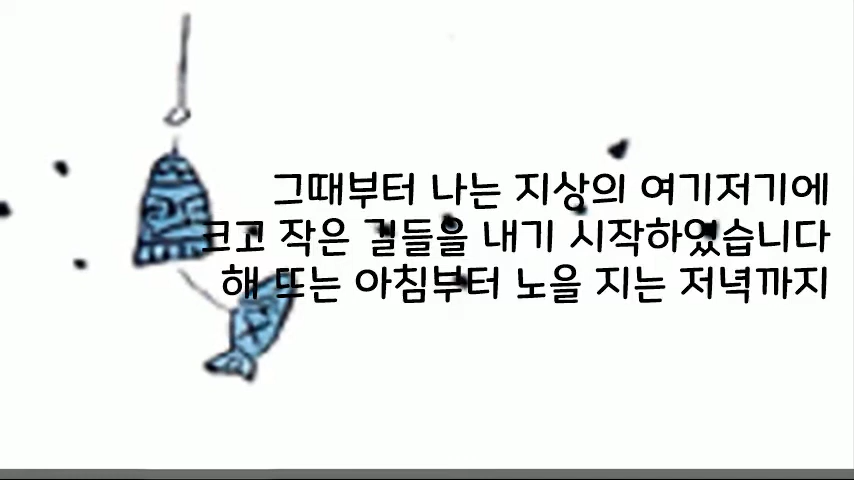 그때부터 나는 지상의 여기저기에
크고 작은 길들을 내기 시작하였습니다
해 뜨는 아침부터 노을 지는 저녁까지